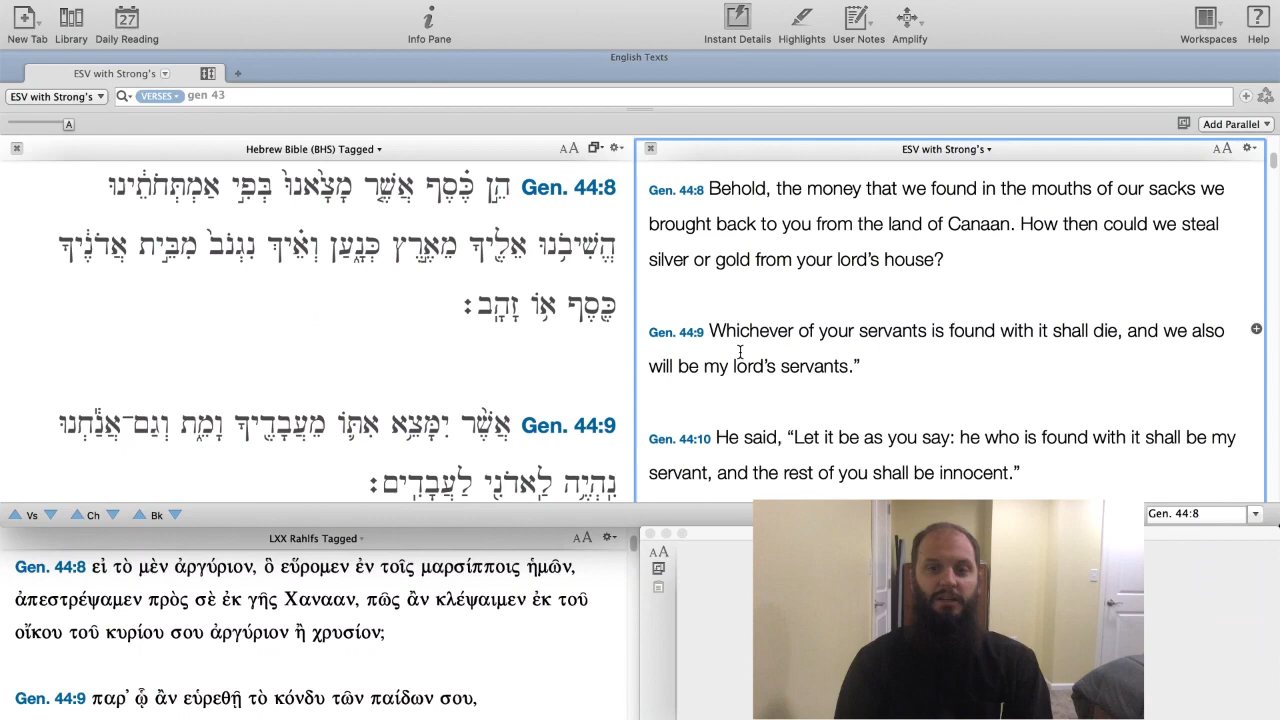 New Tab Library Daily Reading Info Pane Instant Details Highlights User Notes Amplify Workspaces Help
27
English Texts
ESV with Strong's
ESV with Strong's VERSES gen 43
A Add Parallel
Hebrew Bible (BHS) Tagged AA
Gen. 44:8 הֵ֣ן כֶּ֗סֶף אֲשֶׁ֤ר מָצָ֙אנוּ֙ בְּפִ֣י אַמְתְּחֹתֵ֔ינוּ
הֱשִׁיבֹ֥נוּ אֵלֶ֖יךָ מֵאֶ֣רֶץ כְּנָ֑עַן וְאֵ֗יךְ נִגְנֹב֙ מִבֵּ֣ית אֲדֹנֶ֔יךָ
כֶּ֖סֶף א֥וֹ זָהָֽב׃
Gen. 44:9 אֲשֶׁ֨ר יִמָּצֵ֥א אִתּ֛וֹ מֵעֲבָדֶ֖יךָ וָמֵ֑ת וְגַם־אֲנַ֕חְנוּ
נִֽהְיֶ֥ה לַֽאדֹנִ֖י לַעֲבָדִֽים׃
ESV with Strong's AA
Gen. 44:8 Behold, the money that we found in the mouths of our sacks we
brought back to you from the land of Canaan. How then could we steal
silver or gold from your lord's house?
Gen. 44:9 Whichever of your servants is found with it shall die, and we also
will be my lord's servants.”
Gen. 44:10 He said, “Let it be as you say: he who is found with it shall be my
servant, and the rest of you shall be innocent.”
Vs Ch Bk
Gen. 44:8
LXX Rahlfs Tagged AA
Gen. 44:8 εἰ τὸ μὲν ἀργύριον, ὃ εὕρομεν ἐν τοῖς μαρσίπποις ἡμῶν,
ἀπεστρέψαμεν πρὸς σὲ ἐκ γῆς Χανααν, πῶς ἂν κλέψαιμεν ἐκ τοῦ
οἴκου τοῦ κυρίου σου ἀργύριον ἢ χρυσίον;
Gen. 44:9 παρ’ ᾧ ἂν εὑρεθῇ τὸ κόνδυ τῶν παίδων σου,
AA